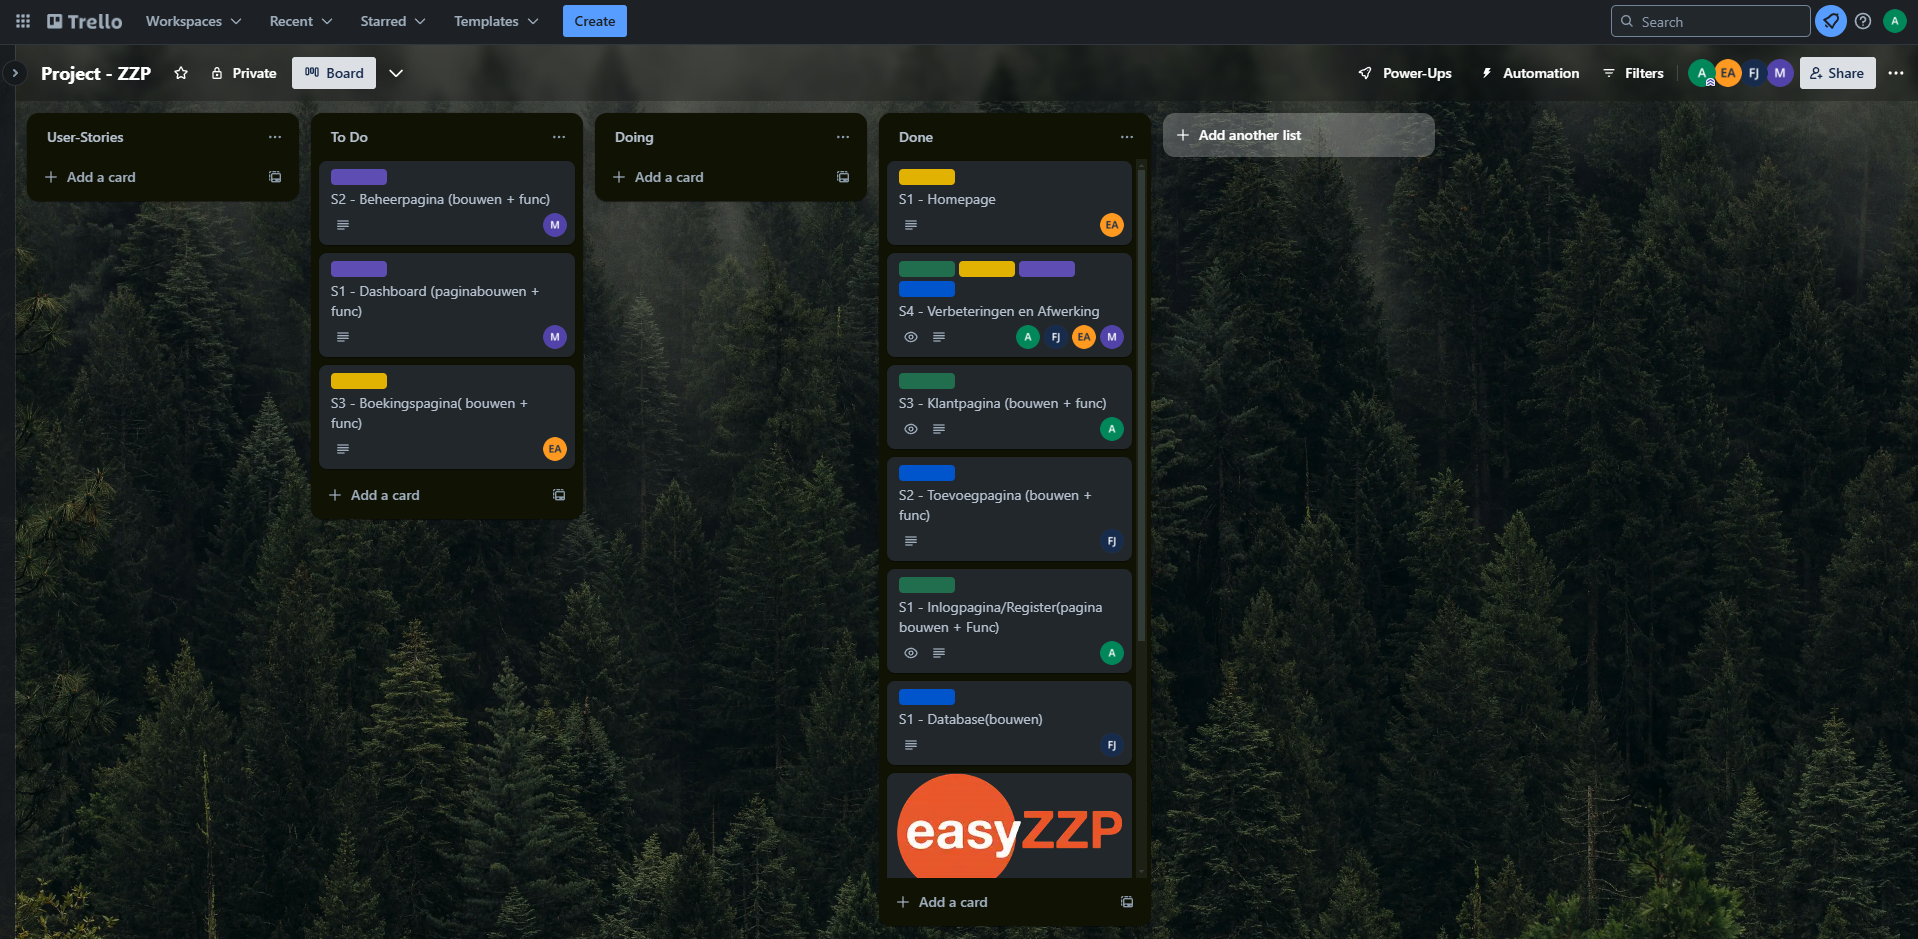 Trello
Workspaces
Recent
Starred
Templates
Create
Search
A
Project - ZZP
Private
Board
Power-Ups
Automation
Filters
A
EA
FJ
M
Share
User-Stories
Add a card
To Do
S2 - Beheerpagina (bouwen + func)
M
S1 - Dashboard (paginabouwen +
func)
M
S3 - Boekingspagina( bouwen +
func)
EA
Add a card
Doing
Add a card
Done
S1 - Homepage
EA
S4 - Verbeteringen en Afwerking
A
FJ
EA
M
S3 - Klantpagina (bouwen + func)
A
S2 - Toevoegpagina (bouwen +
func)
FJ
S1 - Inlogpagina/Register(pagina
bouwen + Func)
A
S1 - Database(bouwen)
FJ
easyZZP
Add a card
Add another list